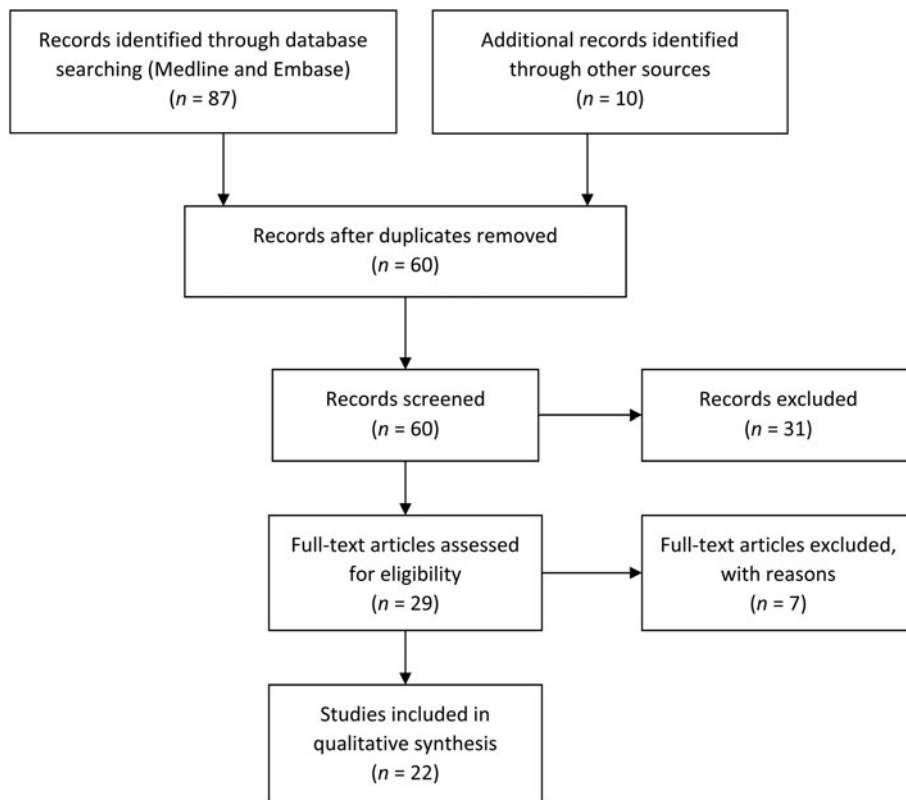 Records identified through database
searching (Medline and Embase)
(n = 87)
Additional records identified
through other sources
(n = 10)
Records after duplicates removed
(n = 60)
Records screened
(n = 60)
Records excluded
(n = 31)
Full-text articles assessed
for eligibility
(n = 29)
Full-text articles excluded,
with reasons
(n = 7)
Studies included in
qualitative synthesis
(n = 22)